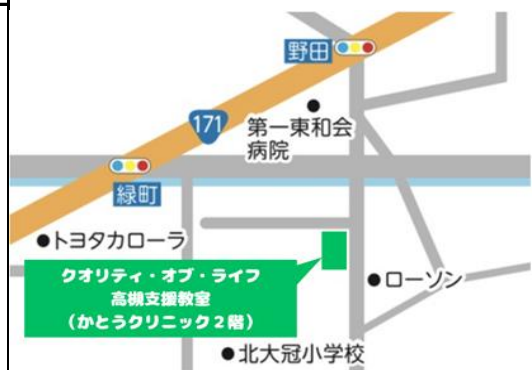 野田
171
第一東和会
病院
緑町
トヨタカローラ
クオリティ・オブ・ライフ
高槻支援教室
（かとうクリニック２階）
ローソン
北大冠小学校